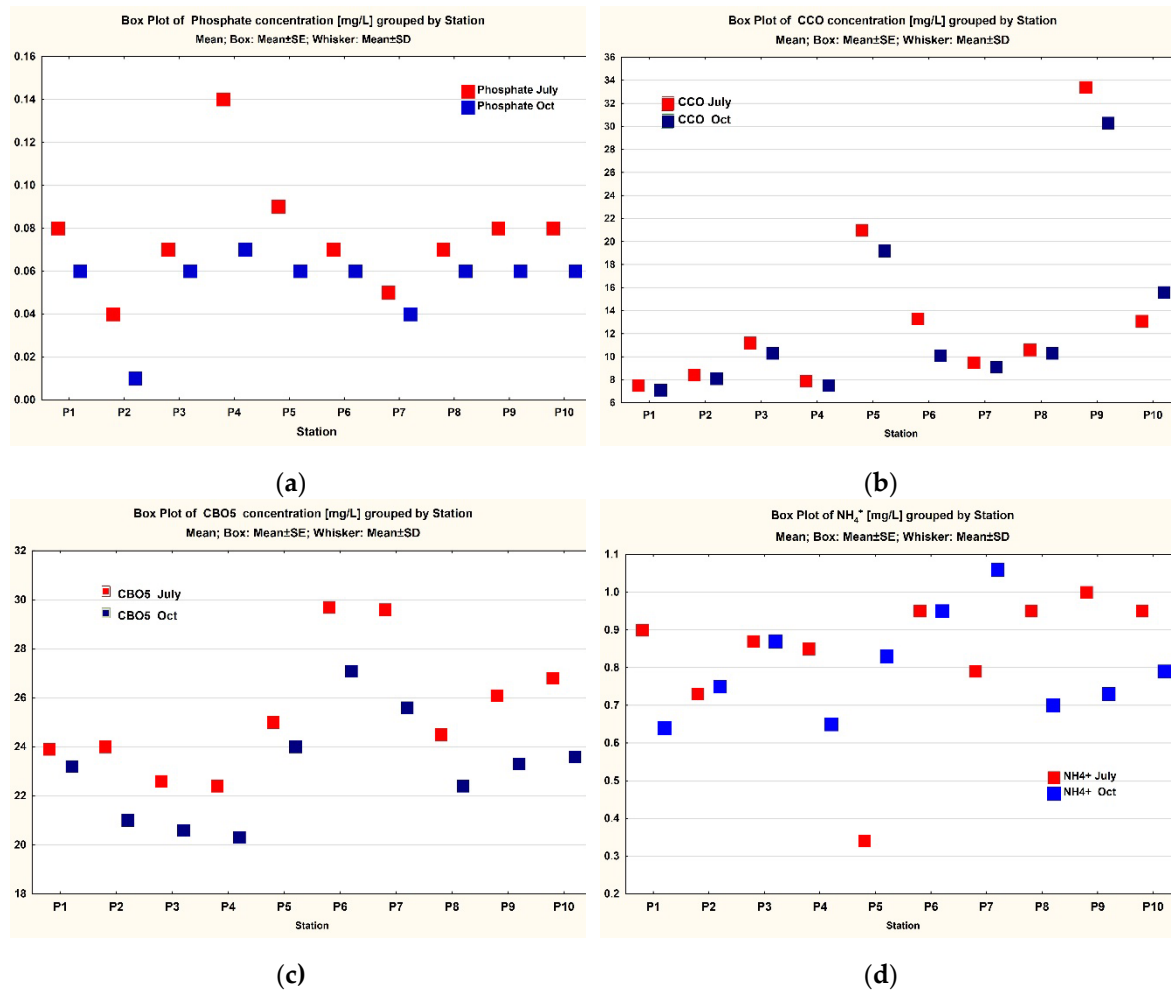 Box Plot of Phosphate concentration [mg/L] grouped by Station
Mean; Box: Mean±SE; Whisker: Mean±SD
0.16
0.14
0.12
0.10
0.08
0.06
0.04
0.02
0.00
Phosphate July
Phosphate Oct
P1 P2 P3 P4 P5 P6 P7 P8 P9 P10
Station
(a)
Box Plot of CCO concentration [mg/L] grouped by Station
Mean; Box: Mean±SE; Whisker: Mean±SD
36
34
32
30
28
26
24
22
20
18
16
14
12
10
8
6
CCO July
CCO Oct
P1 P2 P3 P4 P5 P6 P7 P8 P9 P10
Station
(b)
Box Plot of CBO5 concentration [mg/L] grouped by Station
Mean; Box: Mean±SE; Whisker: Mean±SD
32
30
28
26
24
22
20
18
CBO5 July
CBO5 Oct
P1 P2 P3 P4 P5 P6 P7 P8 P9 P10
Station
(c)
Box Plot of NH₄⁺ [mg/L] grouped by Station
Mean; Box: Mean±SE; Whisker: Mean±SD
1.1
1.0
0.9
0.8
0.7
0.6
0.5
0.4
0.3
0.2
NH4+ July
NH4+ Oct
P1 P2 P3 P4 P5 P6 P7 P8 P9 P10
Station
(d)